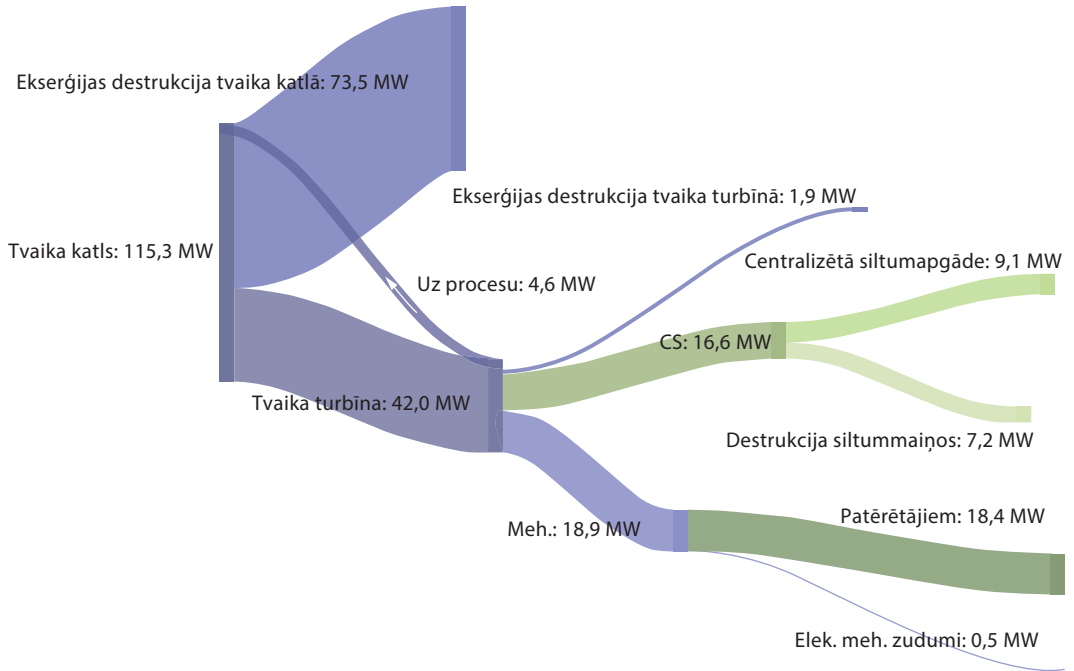 Ekserģijas destrukcija tvaika katlā: 73,5 MW
Ekserģijas destrukcija tvaika turbīnā: 1,9 MW
Tvaika katls: 115,3 MW
Centralizētā siltumapgāde: 9,1 MW
Uz procesu: 4,6 MW
CS: 16,6 MW
Tvaika turbīna: 42,0 MW
Destrukcija siltummaiņos: 7,2 MW
Patērētājiem: 18,4 MW
Meh.: 18,9 MW
Elek. meh. zudumi: 0,5 MW